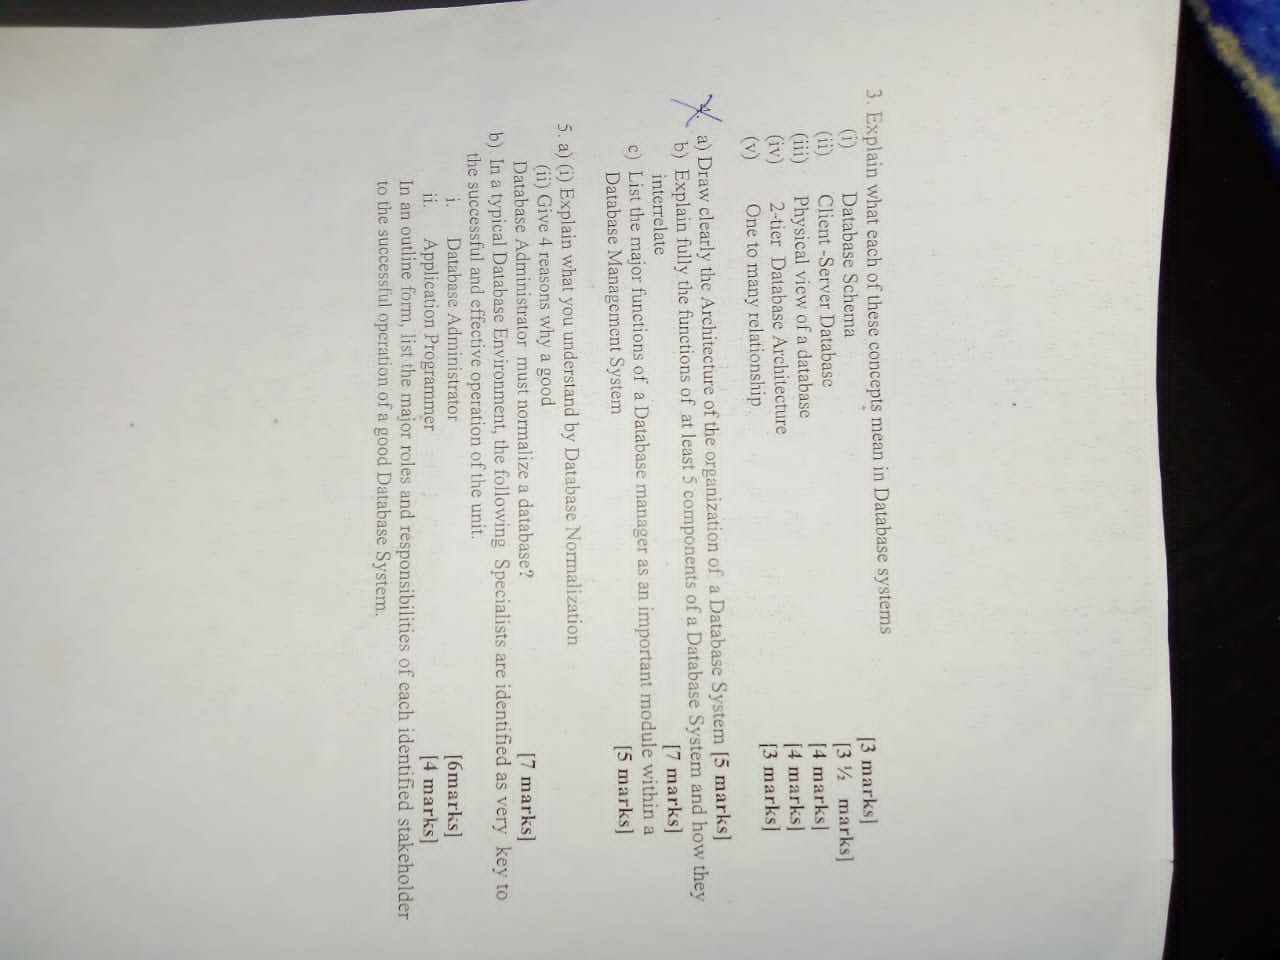 3. Explain what each of these concepts mean in Database systems
(i) Database Schema [3 marks]
(ii) Client -Server Database [3 ½ marks]
(iii) Physical view of a database [4 marks]
(iv) 2-tier Database Architecture [4 marks]
(v) One to many relationship [3 marks]
4. a) Draw clearly the Architecture of the organization of a Database System [5 marks]
b) Explain fully the functions of at least 5 components of a Database System and how they
interrelate [7 marks]
c) List the major functions of a Database manager as an important module within a
Database Management System [5 marks]
5. a) (i) Explain what you understand by Database Normalization
(ii) Give 4 reasons why a good
Database Administrator must normalize a database? [7 marks]
b) In a typical Database Environment, the following Specialists are identified as very key to
the successful and effective operation of the unit.
i. Database Administrator [6marks]
ii. Application Programmer [4 marks]
In an outline form, list the major roles and responsibilities of each identified stakeholder
to the successful operation of a good Database System.